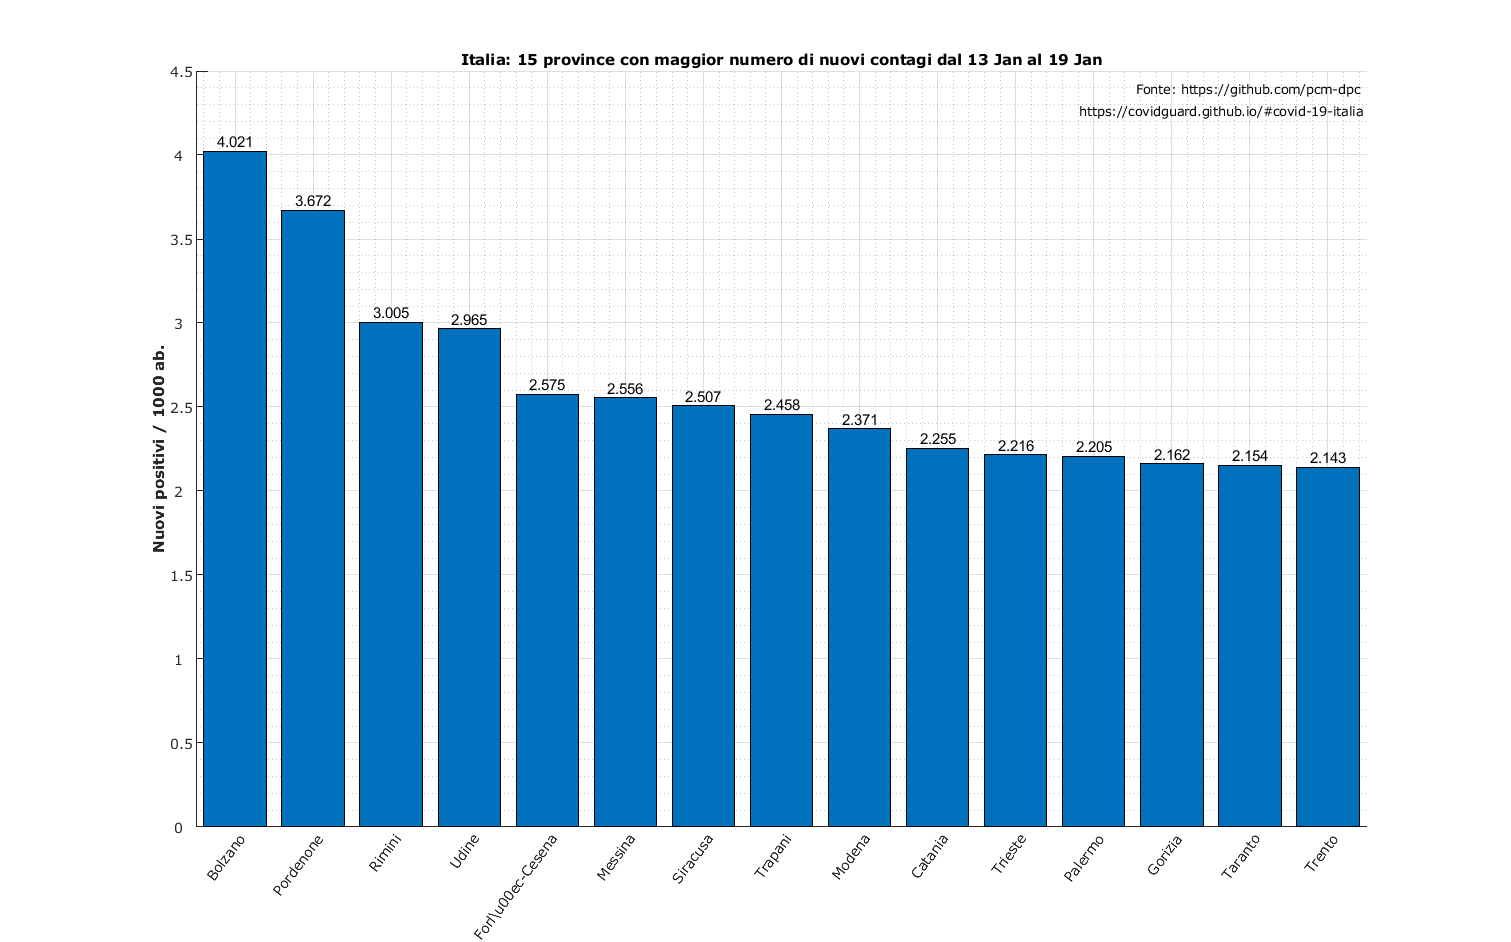 Italia: 15 province con maggior numero di nuovi contagi dal 13 Jan al 19 Jan
Fonte: https://github.com/pcm-dpc
https://covidguard.github.io/#covid-19-italia
Nuovi positivi / 1000 ab.
4.5
4
3.5
3
2.5
2
1.5
1
0.5
0
4.021
3.672
3.005
2.965
2.575
2.556
2.507
2.458
2.371
2.255
2.216
2.205
2.162
2.154
2.143
Bolzano
Pordenone
Rimini
Udine
Forl\u00ec-Cesena
Messina
Siracusa
Trapani
Modena
Catania
Trieste
Palermo
Gorizia
Taranto
Trento